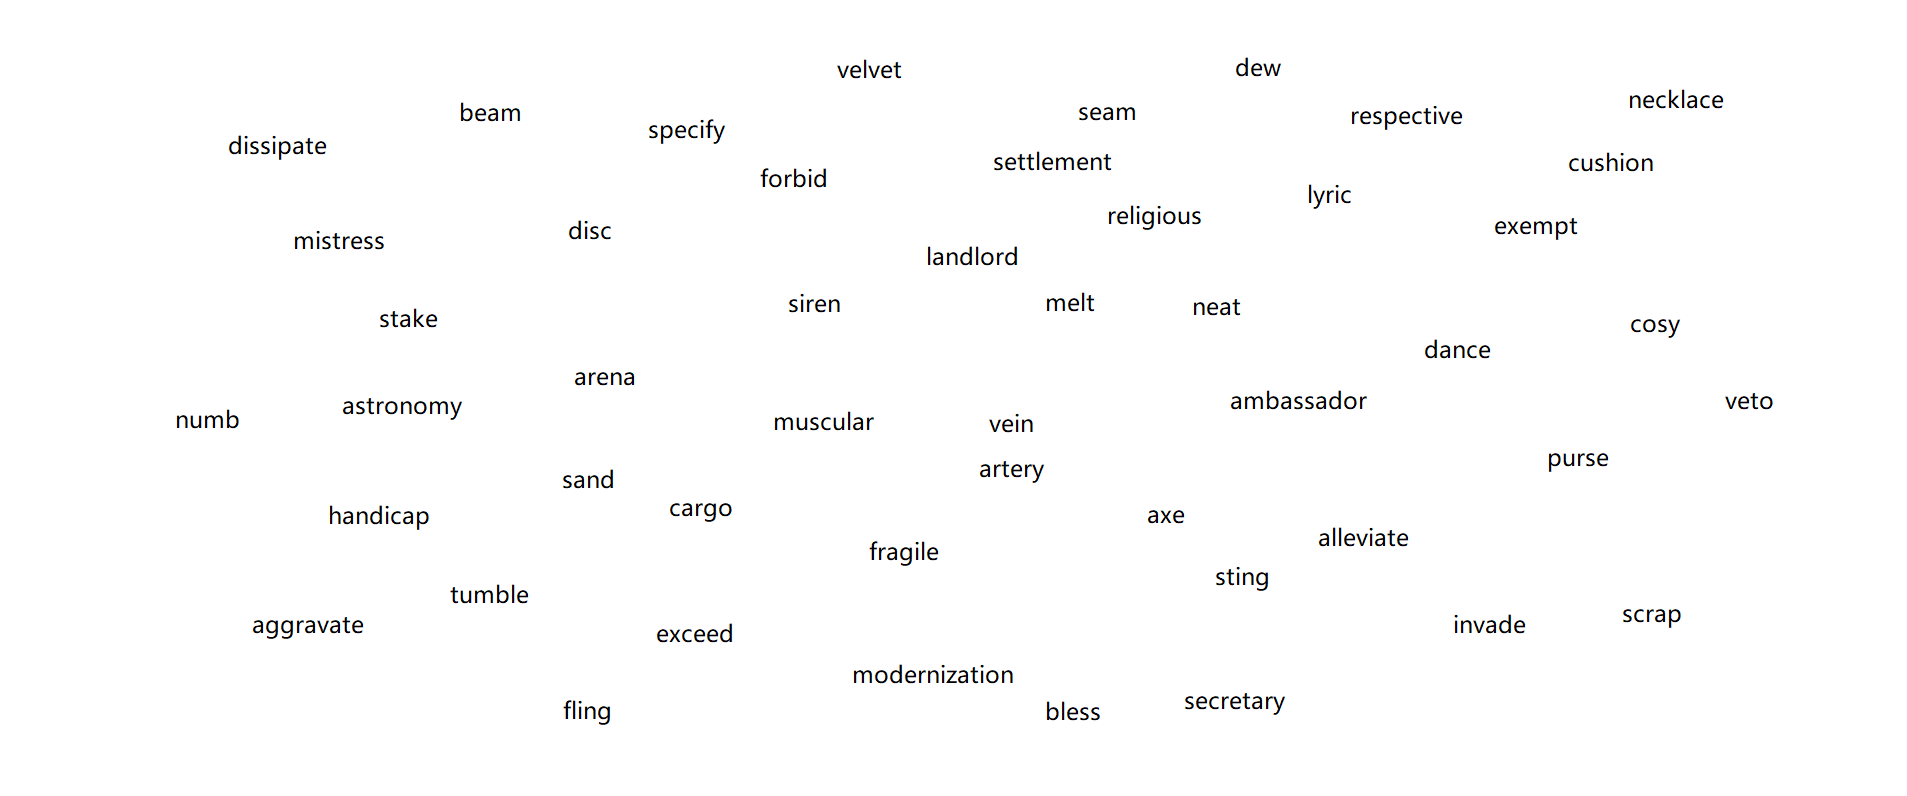 dew
velvet
necklace
seam
beam
respective
specify
dissipate
settlement
cushion
forbid
lyric
religious
exempt
disc
mistress
landlord
melt
siren
neat
stake
cosy
dance
arena
ambassador
veto
astronomy
numb
muscular
vein
purse
artery
sand
cargo
axe
handicap
alleviate
fragile
sting
tumble
scrap
invade
aggravate
exceed
modernization
secretary
fling
bless